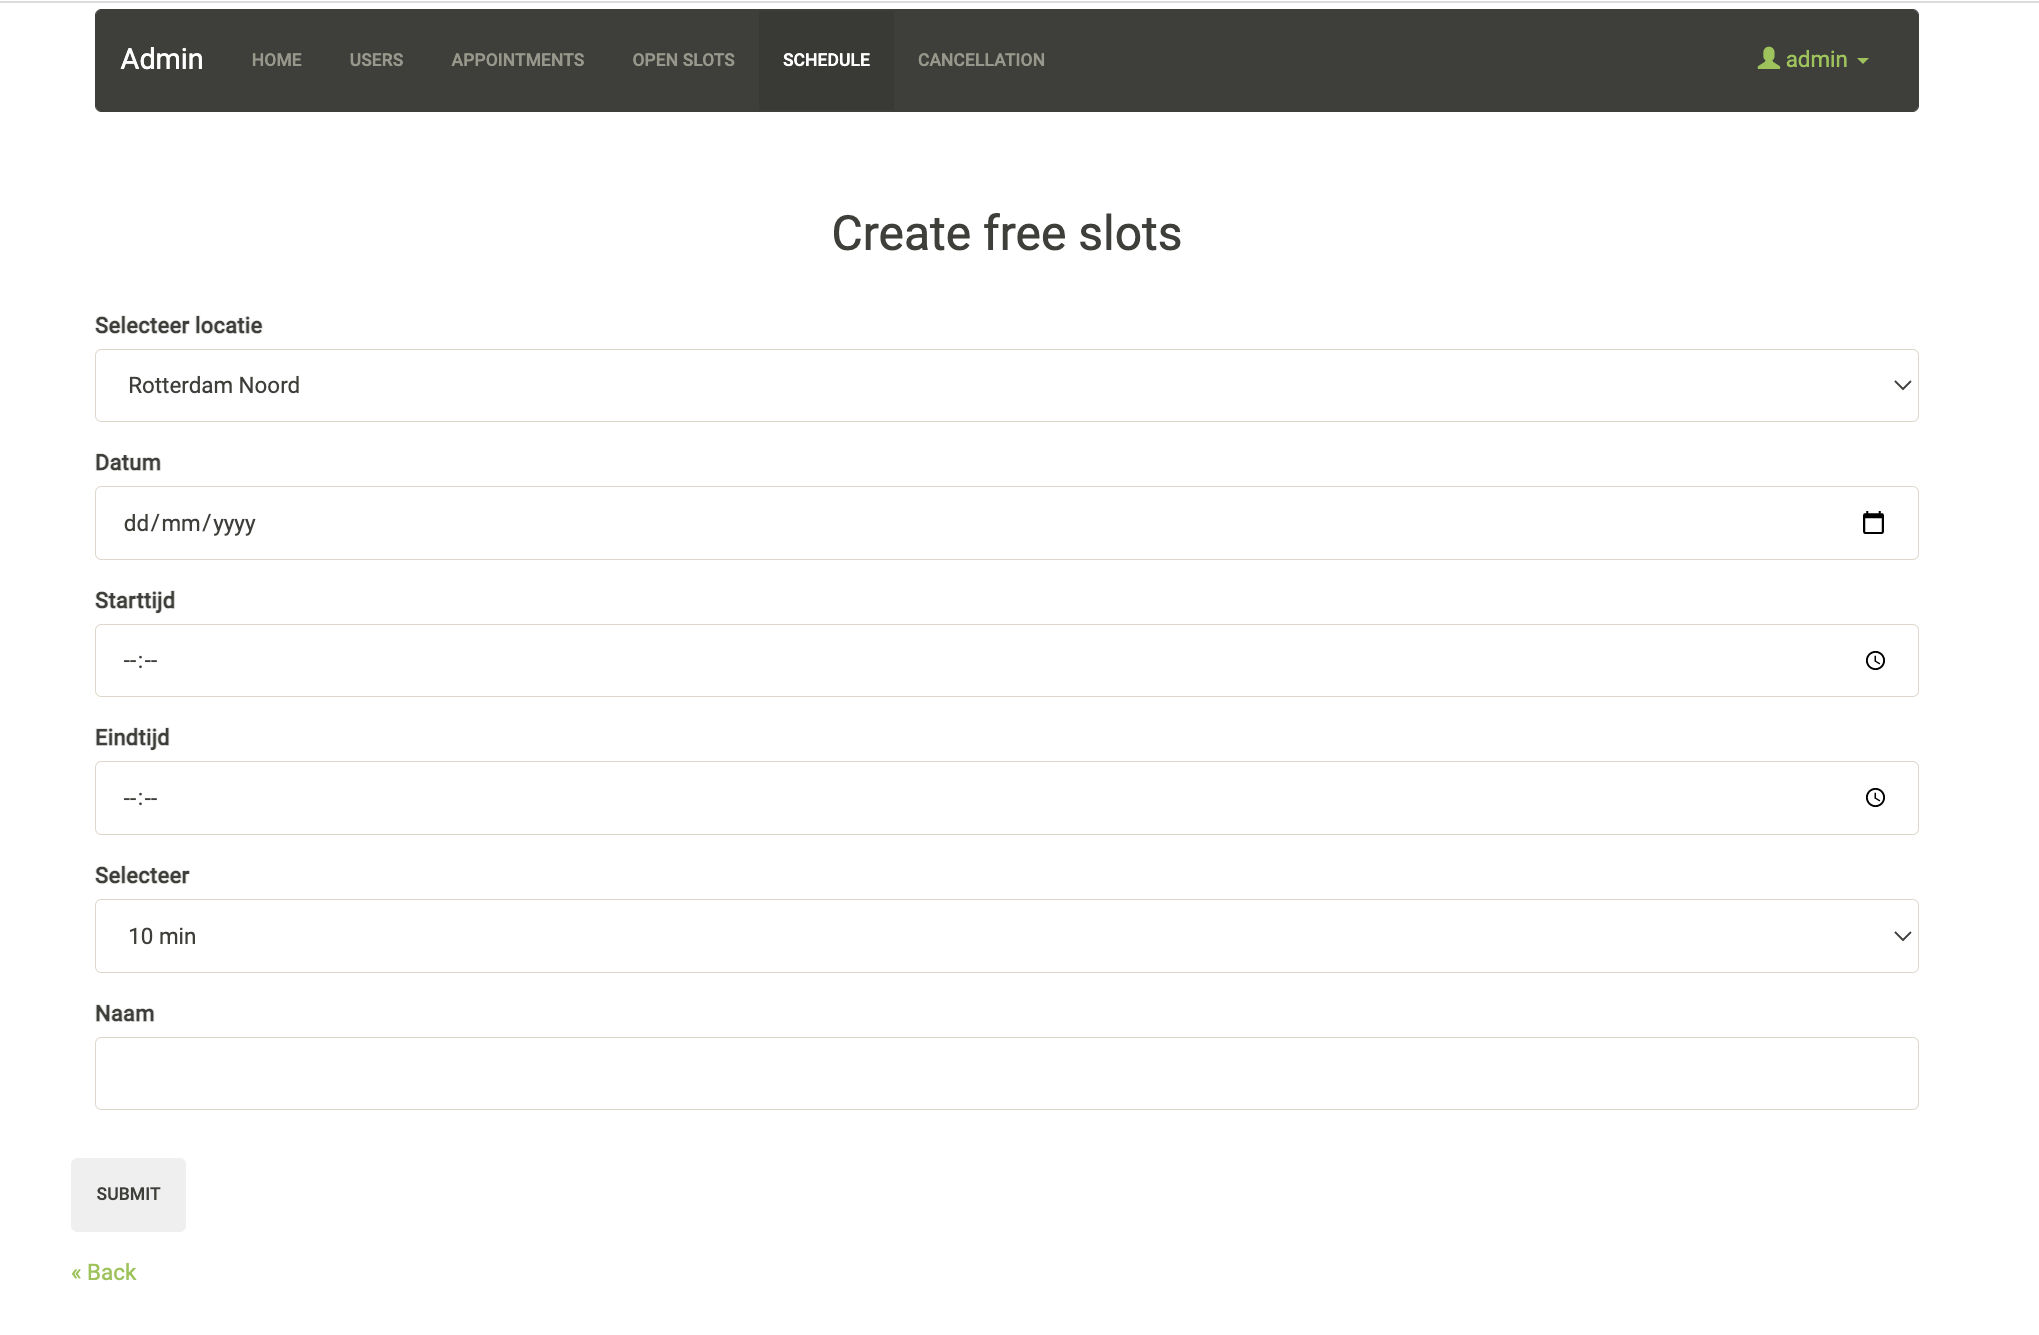 Admin HOME USERS APPOINTMENTS OPEN SLOTS SCHEDULE CANCELLATION admin
Create free slots
Selecteer locatie
Rotterdam Noord
Datum
dd/mm/yyyy
Starttijd
--:--
Eindtijd
--:--
Selecteer
10 min
Naam
SUBMIT
« Back